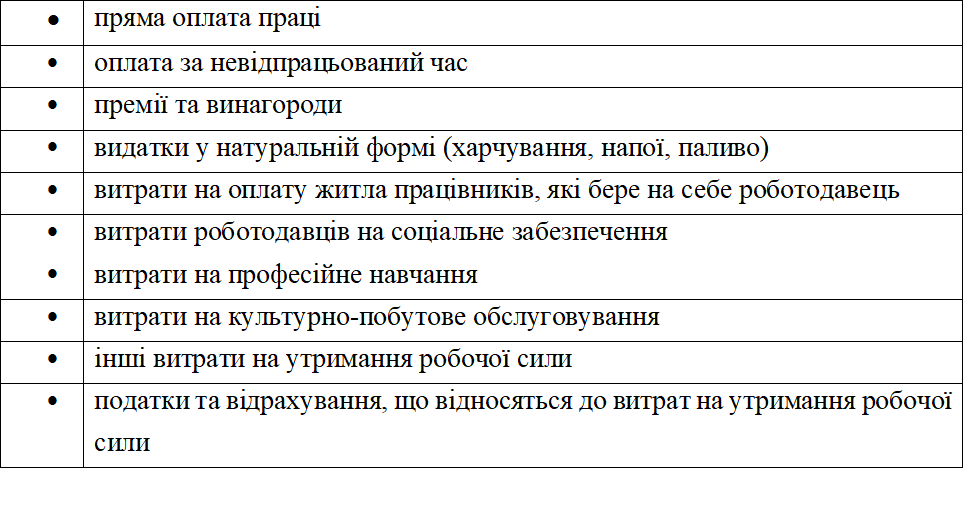 • пряма оплата праці
• оплата за невідпрацьований час
• премії та винагороди
• видатки у натуральній формі (харчування, напої, паливо)
• витрати на оплату житла працівників, які бере на себе роботодавець
• витрати роботодавців на соціальне забезпечення
• витрати на професійне навчання
• витрати на культурно-побутове обслуговування
• інші витрати на утримання робочої сили
• податки та відрахування, що відносяться до витрат на утримання робочої
сили